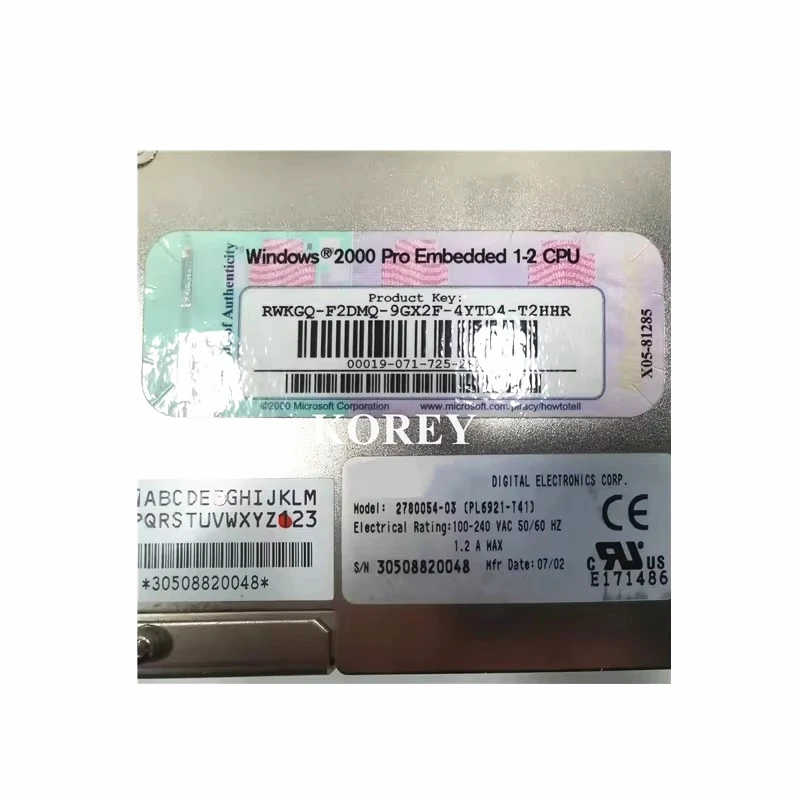 Windows®2000 Pro Embedded 1-2 CPU
of Authenticity
Product Key:
RWKGQ-F2DMQ-9GX2F-4YTD4-T2HHR
00019-071-725-
X05-81285
©2000 Microsoft Corporation www.microsoft.com/piracy/howtotell
KOREY
ABCDEFGHIJKLM
PQRSTUVWXYZ123
*30508820048*
DIGITAL ELECTRONICS CORP.
Model: 2780054-03 (PL6921-T41)
Electrical Rating:100-240 VAC 50/60 HZ
1.2 A MAX
S/N 30508820048 Mfr Date:07/02
CE
C RU US
E171486